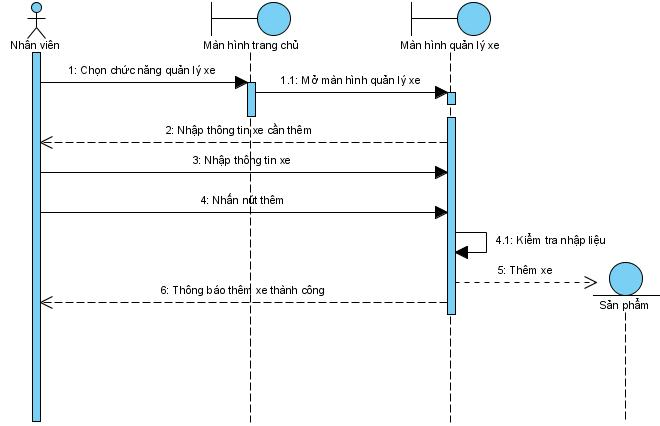 Nhân viên
Màn hình trang chủ
Màn hình quản lý xe
1: Chọn chức năng quản lý xe
1.1: Mở màn hình quản lý xe
2: Nhập thông tin xe cần thêm
3: Nhập thông tin xe
4: Nhấn nút thêm
4.1: Kiểm tra nhập liệu
5: Thêm xe
6: Thông báo thêm xe thành công
Sản phẩm